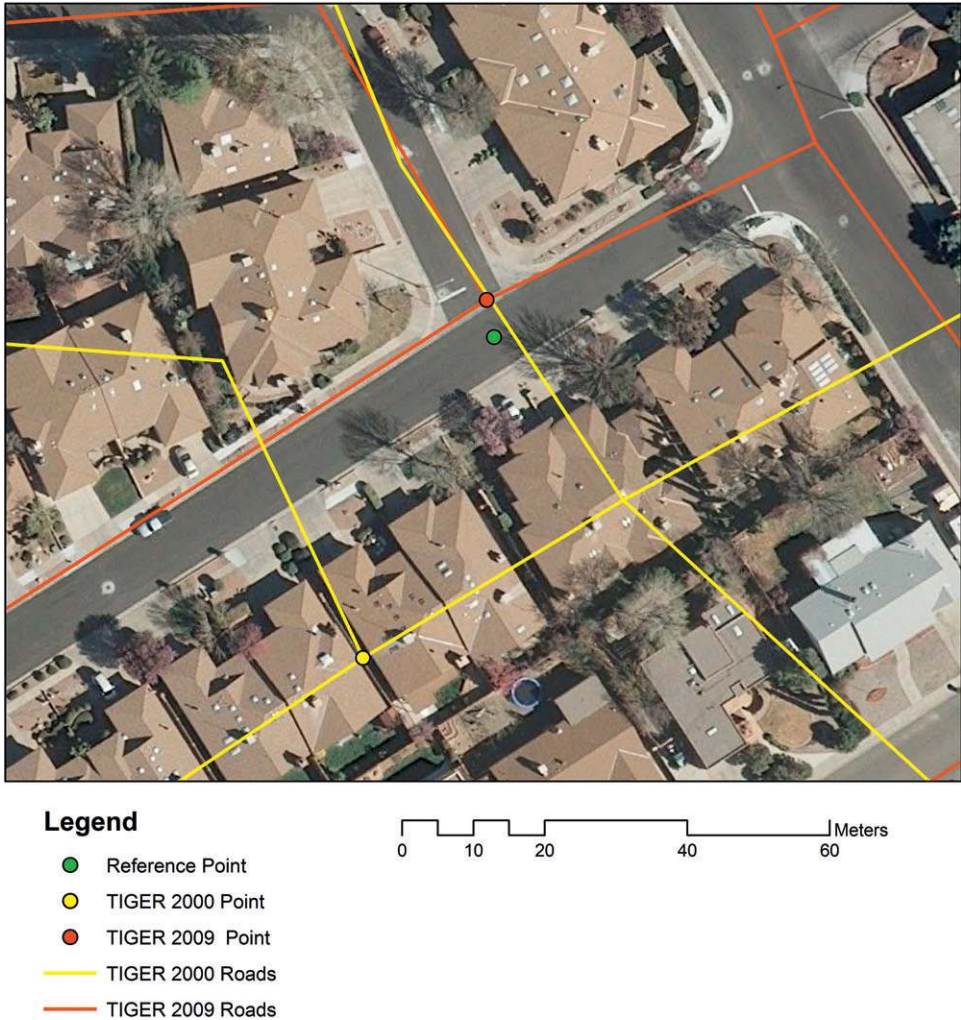 Legend
Reference Point
TIGER 2000 Point
TIGER 2009 Point
TIGER 2000 Roads
TIGER 2009 Roads
Meters
0 10 20 40 60